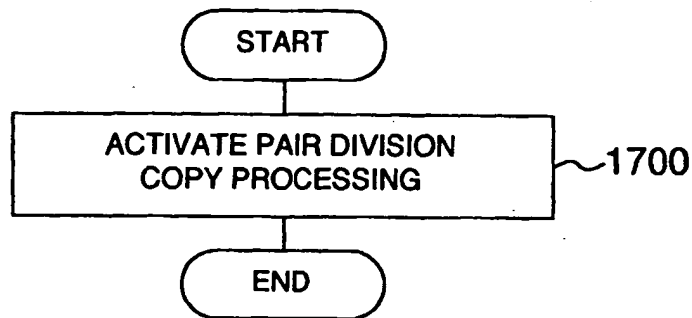 START
ACTIVATE PAIR DIVISION
COPY PROCESSING
1700
END